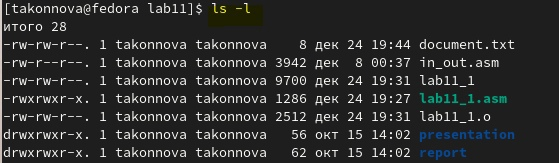 [takonnova@fedora lab11]$ ls -l
итого 28
-rw-rw-r--. 1 takonnova takonnova    8 дек 24 19:44 document.txt
-rw-r--r--. 1 takonnova takonnova 3942 дек  8 00:37 in_out.asm
-rw-rw-r--. 1 takonnova takonnova 9700 дек 24 19:31 lab11_1
-rwxrwxr-x. 1 takonnova takonnova 1286 дек 24 19:27 lab11_1.asm
-rw-rw-r--. 1 takonnova takonnova 2512 дек 24 19:31 lab11_1.o
drwxrwxr-x. 1 takonnova takonnova   56 окт 15 14:02 presentation
drwxrwxr-x. 1 takonnova takonnova   62 окт 15 14:02 report